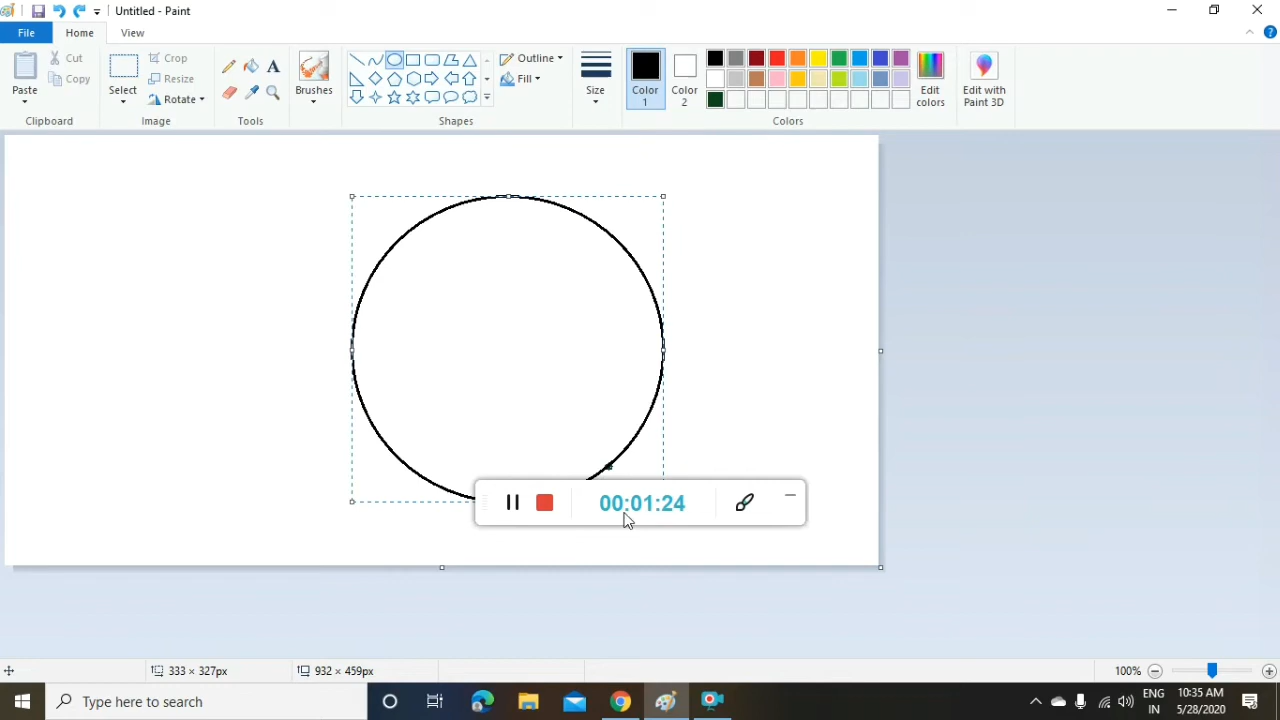 Untitled - Paint
File
Home
View
Paste
Cut
Copy
Clipboard
Select
Crop
Resize
Rotate
Image
Tools
Brushes
Outline
Fill
Shapes
Size
Color 1
Color 2
Edit colors
Colors
Edit with Paint 3D
00:01:24
333 × 327px
932 × 459px
100%
Type here to search
ENG
IN
10:35 AM
5/28/2020